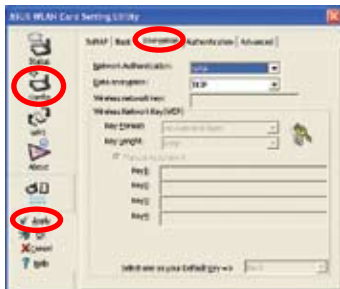 ASUS WLAN Card Setting Utility
SoftAP Basic Encryption Authentication Advanced
Status
Config
About
Apply
Cancel
Help
Network Authentication:
Data encryption: TKIP
Wireless network key:
Wireless Network Key(WEP)
Key Format:
Key Length:
Key1:
Key2:
Key3:
Key4:
Select one as your Default Key =>